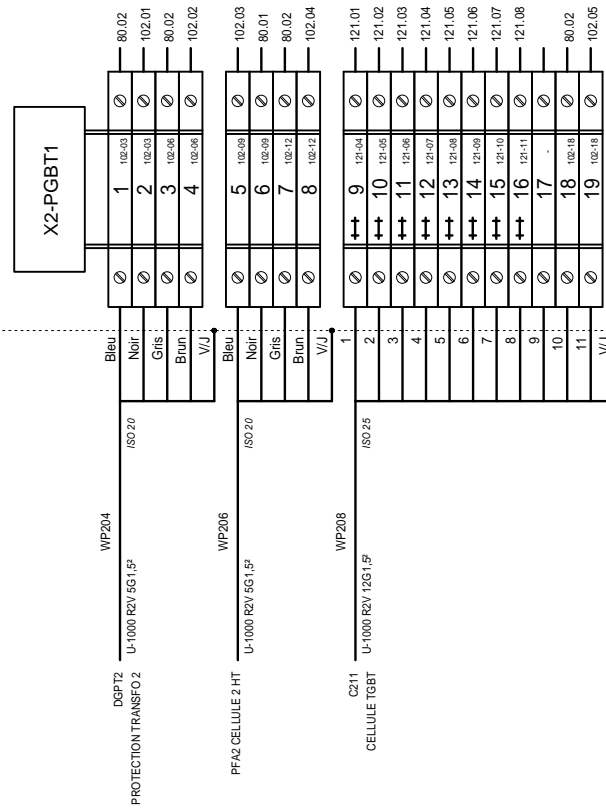 X2-PGBT1
80.02
102.01
80.02
102.02
102.03
80.01
80.02
102.04
121.01
121.02
121.03
121.04
121.05
121.06
121.07
121.08
80.02
102.05
1 102-03
2 102-03
3 102-06
4 102-06
5 102-09
6 102-09
7 102-12
8 102-12
9 121-04
10 121-05
11 121-06
12 121-07
13 121-08
14 121-09
15 121-10
16 121-11
17 -
18 102-18
19 102-18
Bleu
Noir
Gris
Brun
V/J
Bleu
Noir
Gris
Brun
V/J
1
2
3
4
5
6
7
8
9
10
11
V/J
ISO 20
ISO 20
ISO 25
WP204
U-1000 R2V 5G1,5²
WP206
U-1000 R2V 5G1,5²
WP208
U-1000 R2V 12G1,5²
DGPT2
PROTECTION TRANSFO 2
PFA2 CELLULE 2 HT
C211
CELLULE TGBT